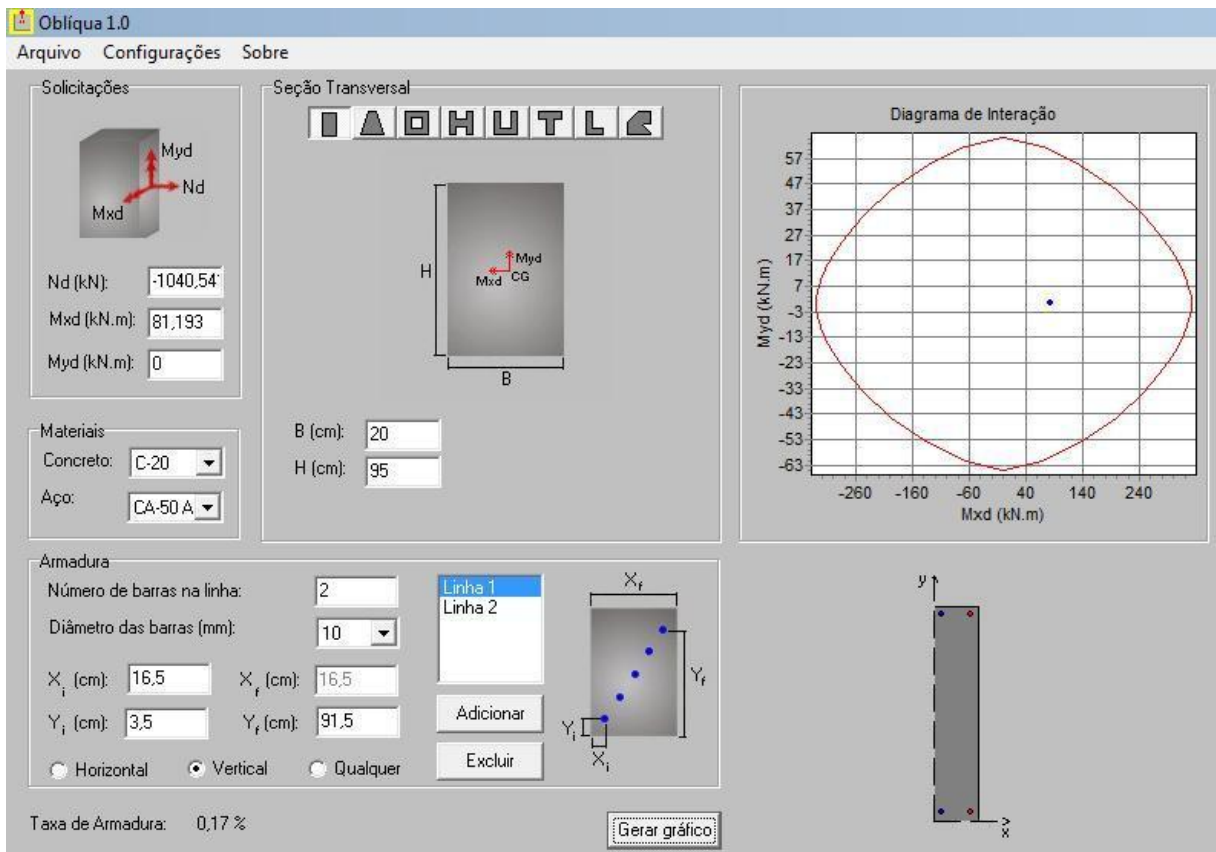 Oblíqua 1.0
Arquivo Configurações Sobre
Solicitações
Myd
Nd
Mxd
Nd (kN): -1040,54
Mxd (kN.m): 81,193
Myd (kN.m): 0
Materiais
Concreto: C-20
Aço: CA-50 A
Seção Transversal
H
Myd
Mxd CG
B
B (cm): 20
H (cm): 95
Diagrama de Interação
57
47
37
27
17
7
-3
-13
-23
-33
-43
-53
-63
Myd (kN.m)
-260 -160 -60 40 140 240
Mxd (kN.m)
Armadura
Número de barras na linha: 2
Diâmetro das barras (mm): 10
Xi (cm): 16,5 Xf (cm): 16,5
Yi (cm): 3,5 Yf (cm): 91,5
Horizontal Vertical Qualquer
Linha 1
Linha 2
Adicionar
Excluir
Xf
Yf
Yi
Xi
Taxa de Armadura: 0,17 %
Gerar gráfico
y
x